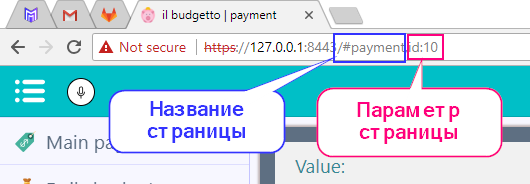 il budgetto | payment
Not secure https://127.0.0.1:8443/#payment,id:10
Название
страницы
Параметр
страницы
Main pa
Value: